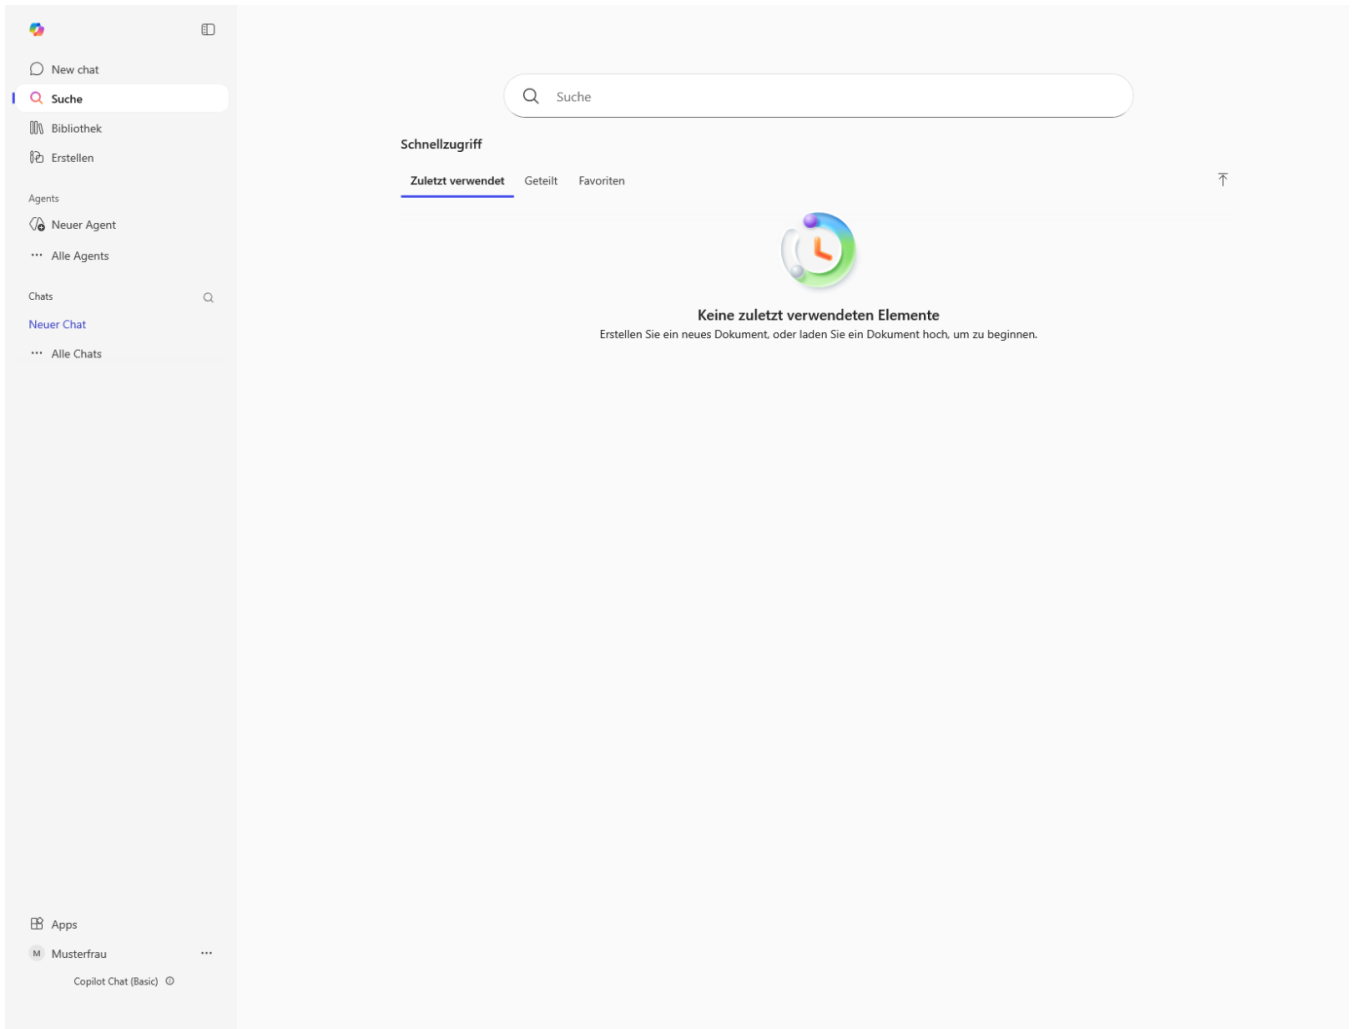 New chat
Suche
Bibliothek
Erstellen
Agents
Neuer Agent
Alle Agents
Chats
Neuer Chat
Alle Chats
Apps
M Musterfrau
Copilot Chat (Basic)
Suche
Schnellzugriff
Zuletzt verwendet Geteilt Favoriten
Keine zuletzt verwendeten Elemente
Erstellen Sie ein neues Dokument, oder laden Sie ein Dokument hoch, um zu beginnen.